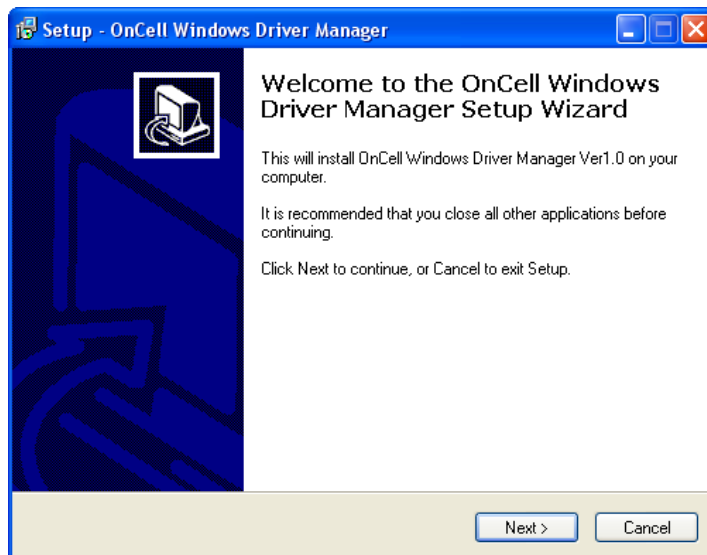 Setup - OnCell Windows Driver Manager
Welcome to the OnCell Windows
Driver Manager Setup Wizard
This will install OnCell Windows Driver Manager Ver1.0 on your
computer.
It is recommended that you close all other applications before
continuing.
Click Next to continue, or Cancel to exit Setup.
Next >
Cancel